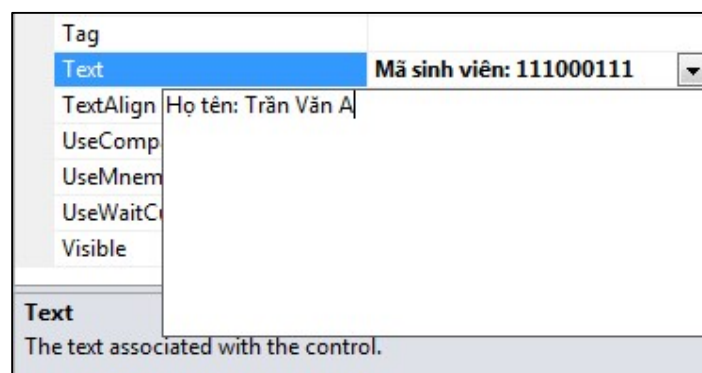 Tag
Text Mã sinh viên: 111000111
TextAlign
Họ tên: Trần Văn A
UseComp
UseMnem
UseWaitCu
Visible
Text
The text associated with the control.